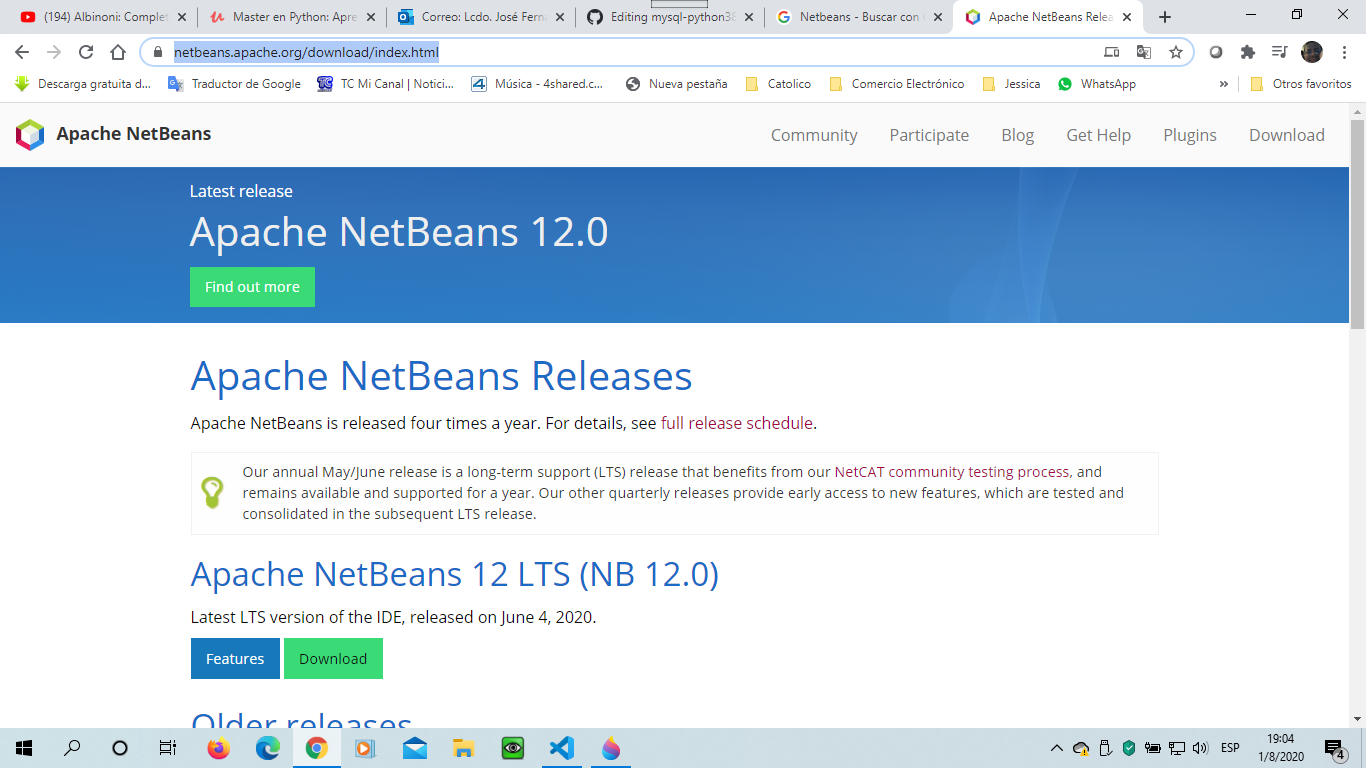 (194) Albinoni: Complet
Master en Python: Apre
Correo: Lcdo. José Fern
Editing mysql-python38
Netbeans - Buscar con
Apache NetBeans Relea
netbeans.apache.org/download/index.html
Descarga gratuita d...
Traductor de Google
TC Mi Canal | Notici...
Música - 4shared.c...
Nueva pestaña
Catolico
Comercio Electrónico
Jessica
WhatsApp
»
Otros favoritos
Apache NetBeans
Community
Participate
Blog
Get Help
Plugins
Download
Latest release
Apache NetBeans 12.0
Find out more
Apache NetBeans Releases
Apache NetBeans is released four times a year. For details, see full release schedule.
Our annual May/June release is a long-term support (LTS) release that benefits from our NetCAT community testing process, and
remains available and supported for a year. Our other quarterly releases provide early access to new features, which are tested and
consolidated in the subsequent LTS release.
Apache NetBeans 12 LTS (NB 12.0)
Latest LTS version of the IDE, released on June 4, 2020.
Features
Download
Older releases
ESP
19:04
1/8/2020
4